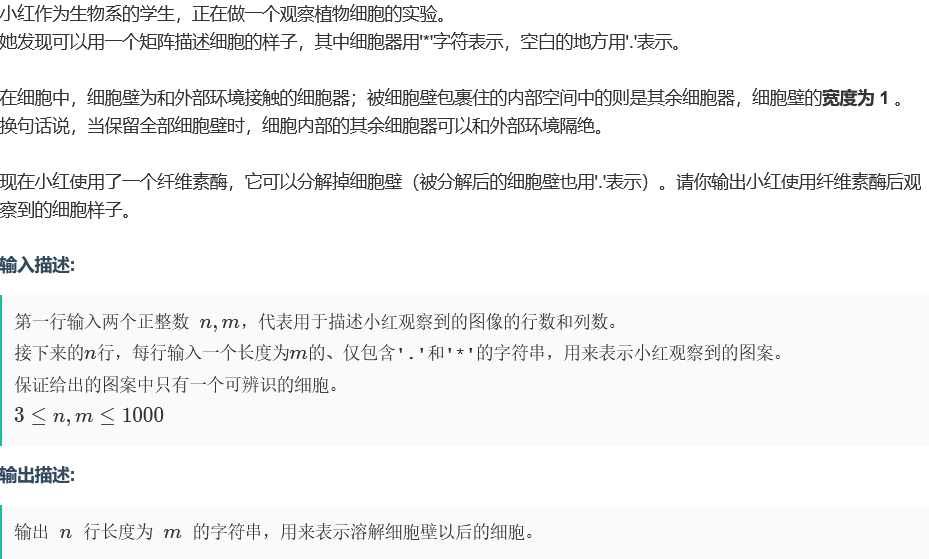 小红作为生物系的学生，正在做一个观察植物细胞的实验。
她发现可以用一个矩阵描述细胞的样子，其中细胞器用'*'字符表示，空白的地方用'.'表示。
在细胞中，细胞壁为和外部环境接触的细胞器；被细胞壁包裹住的内部空间中的则是其余细胞器，细胞壁的宽度为 1 。
换句话说，当保留全部细胞壁时，细胞内部的其余细胞器可以和外部环境隔绝。
现在小红使用了一个纤维素酶，它可以分解掉细胞壁（被分解后的细胞壁也用'.'表示）。请你输出小红使用纤维素酶后观
察到的细胞样子。
输入描述:
第一行输入两个正整数 n,m，代表用于描述小红观察到的图像的行数和列数。
接下来的n行，每行输入一个长度为m的、仅包含'.'和'*'的字符串，用来表示小红观察到的图案。
保证给出的图案中只有一个可辨识的细胞。
3 ≤ n,m ≤ 1000
输出描述:
输出 n 行长度为 m 的字符串，用来表示溶解细胞壁以后的细胞。